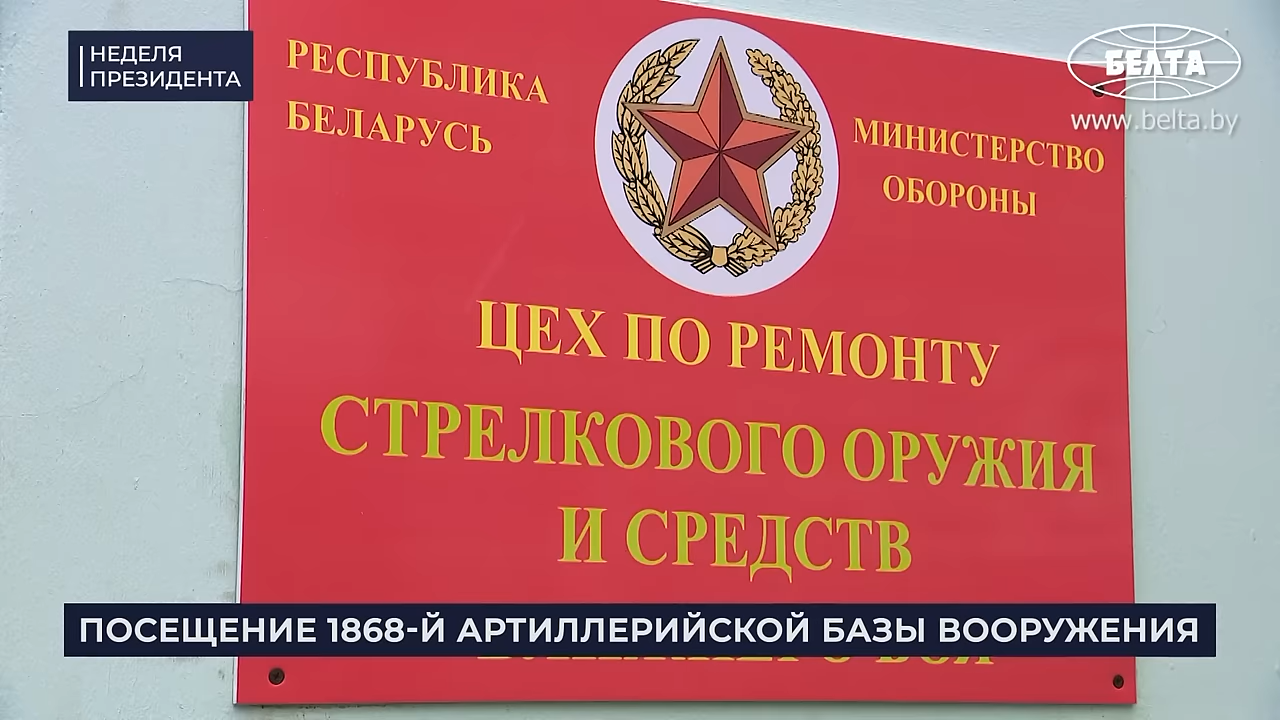 НЕДЕЛЯ
ПРЕЗИДЕНТА
БЕЛТА
www.belta.by
РЕСПУБЛИКА
БЕЛАРУСЬ
МИНИСТЕРСТВО
ОБОРОНЫ
ЦЕХ ПО РЕМОНТУ
СТРЕЛКОВОГО ОРУЖИЯ
И СРЕДСТВ
ПОСЕЩЕНИЕ 1868-Й АРТИЛЛЕРИЙСКОЙ БАЗЫ ВООРУЖЕНИЯ